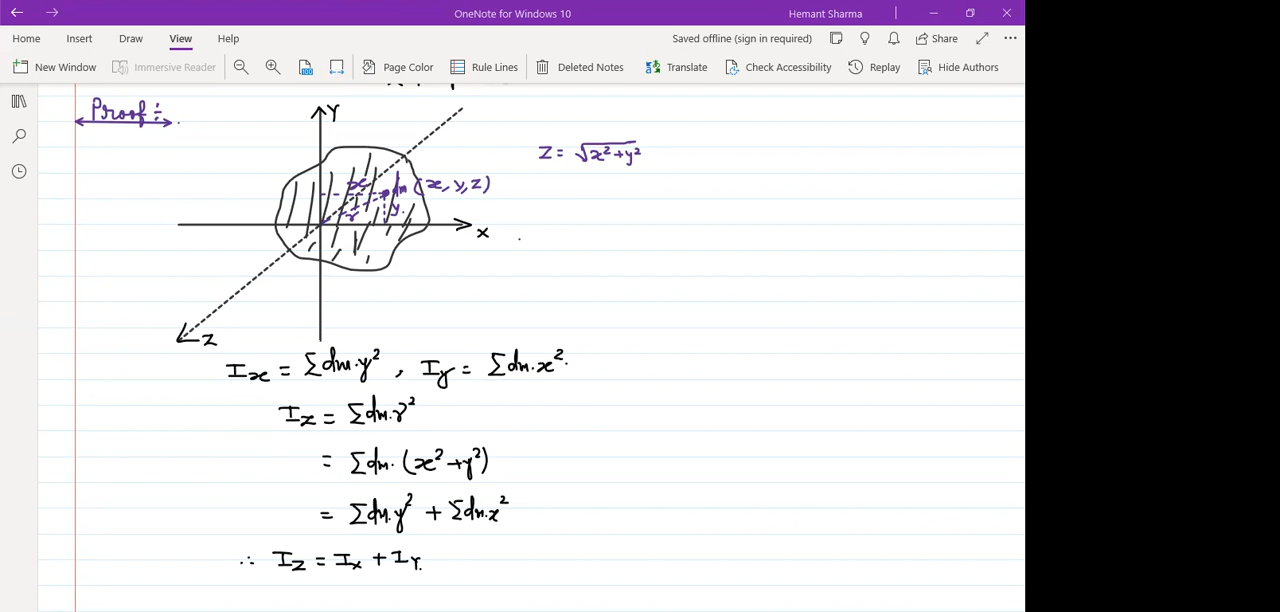 OneNote for Windows 10
Hemant Sharma
Home Insert Draw View Help
Saved offline (sign in required) Share
New Window Immersive Reader 100 Page Color Rule Lines Deleted Notes Translate Check Accessibility Replay Hide Authors
Proof :-
Y
Z = √x²+y²
x dm (x, y, z)
r y
X
Z
Ix = Σdm.y² , Iy = Σdm.x².
Iz = Σdm.r²
= Σdm.(x²+y²)
= Σdm.y² + Σdm.x²
∴ Iz = Ix + IY.